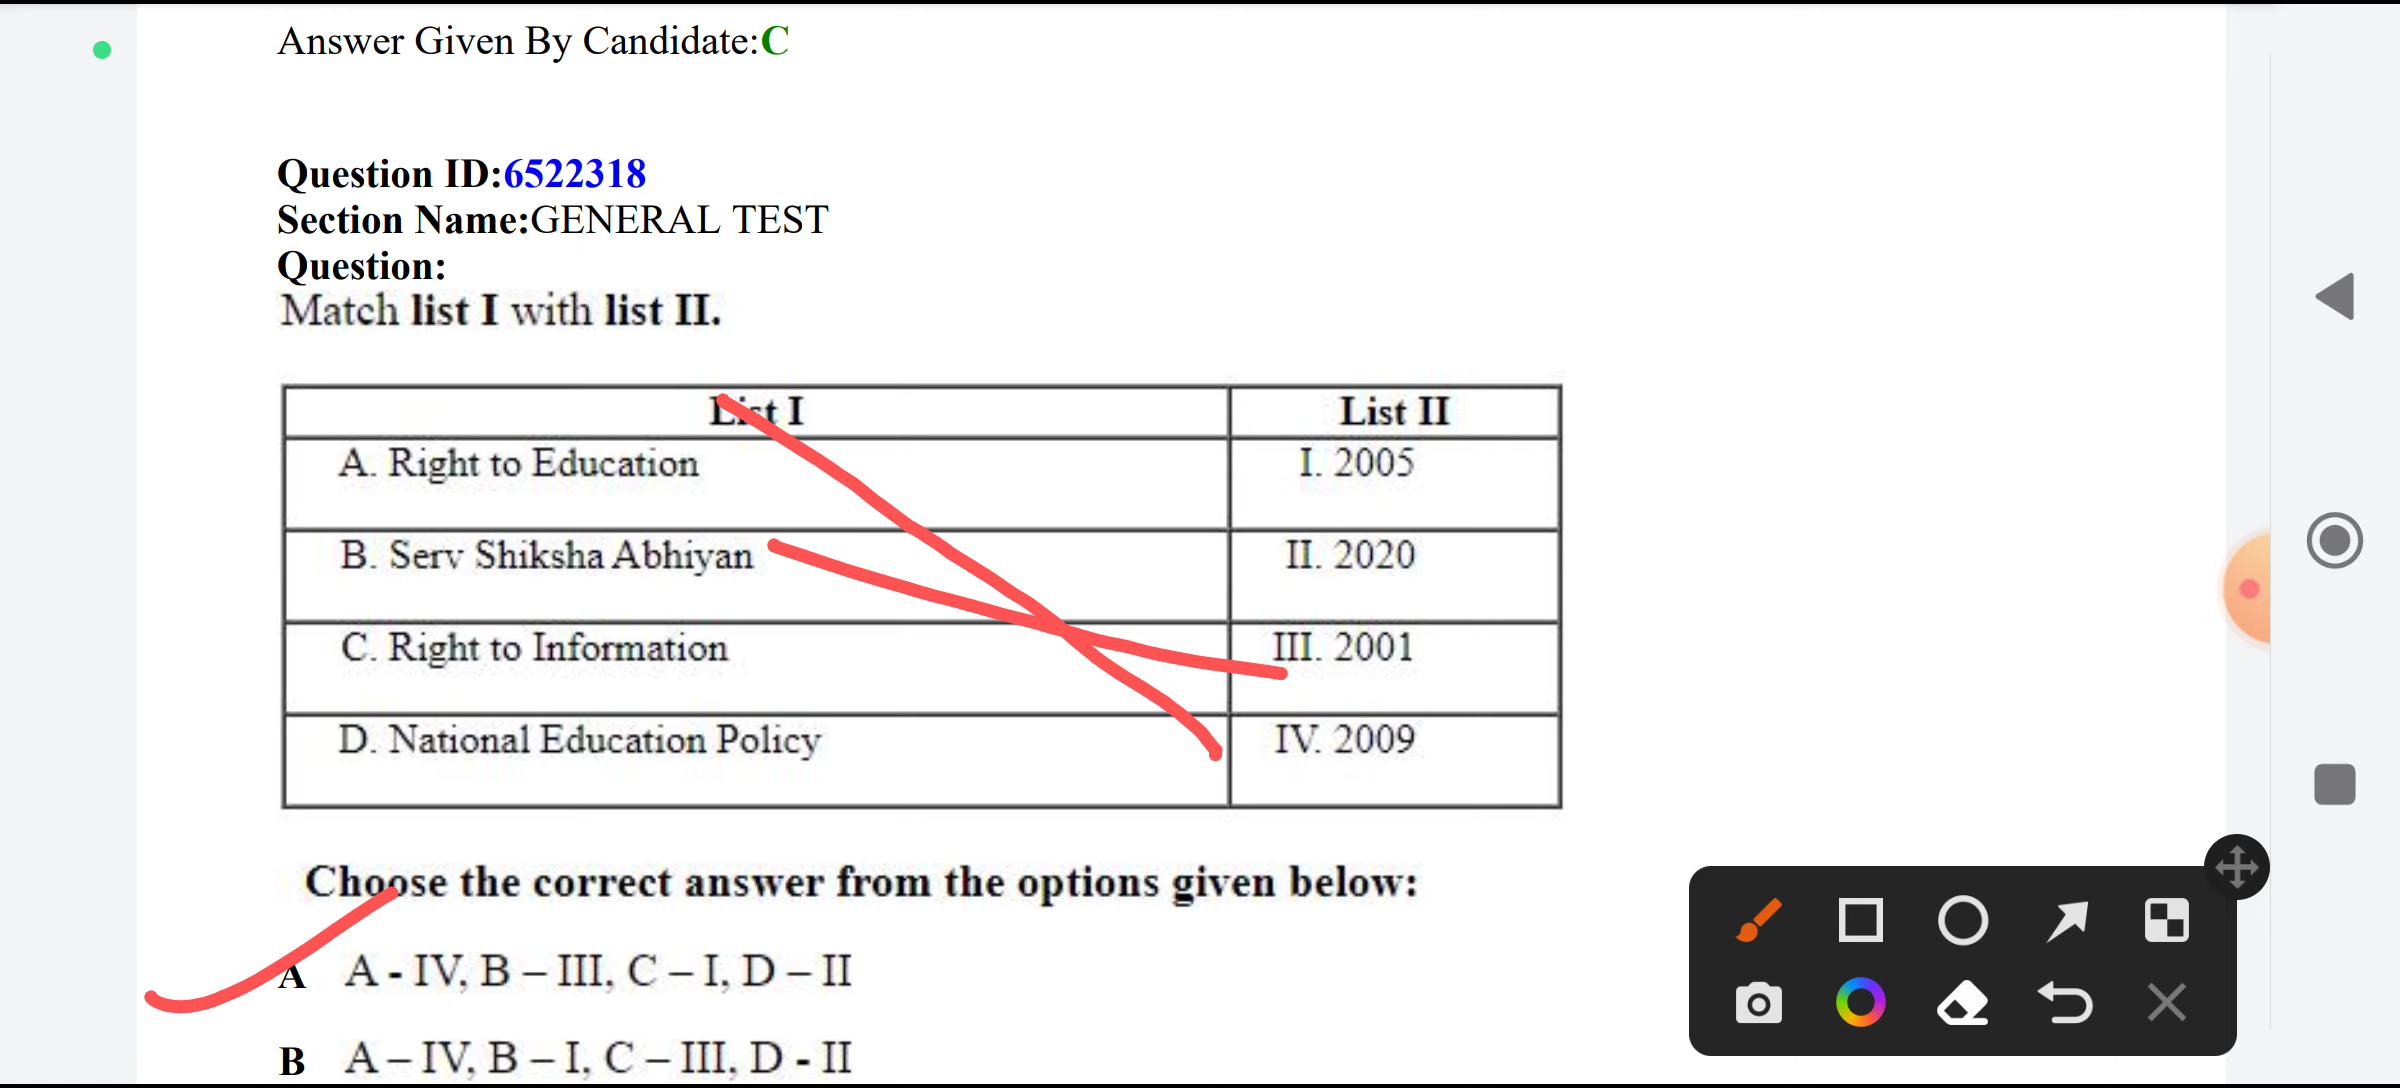 Answer Given By Candidate:C
Question ID:6522318
Section Name:GENERAL TEST
Question:
Match list I with list II.
List I List II
A. Right to Education I. 2005
B. Serv Shiksha Abhiyan II. 2020
C. Right to Information III. 2001
D. National Education Policy IV. 2009
Choose the correct answer from the options given below:
A A - IV, B – III, C – I, D – II
B A – IV, B – I, C – III, D - II